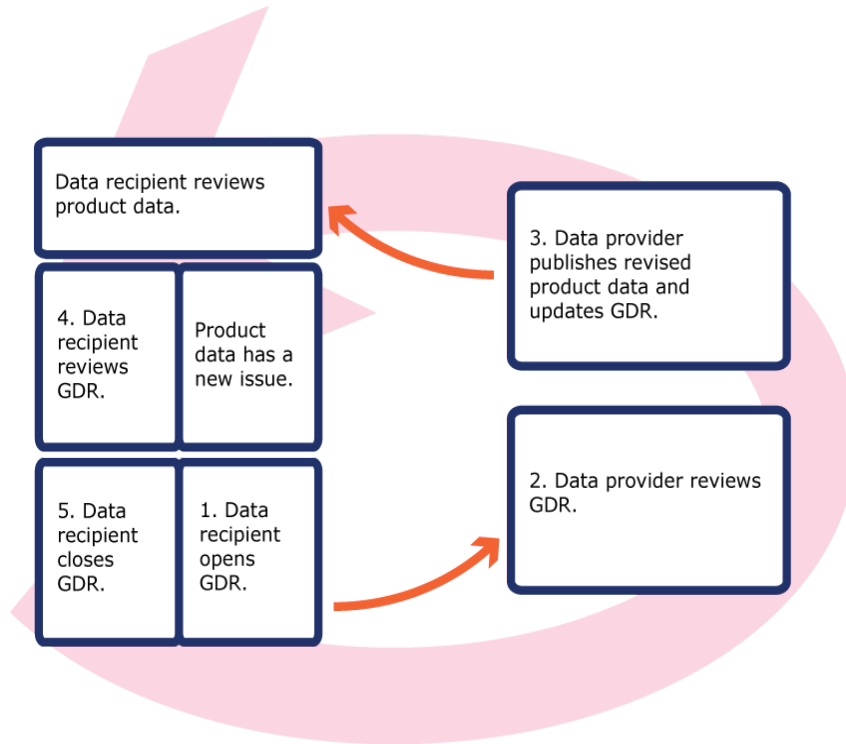 Data recipient reviews
product data.
4. Data
recipient
reviews
GDR.
Product
data has a
new issue.
5. Data
recipient
closes
GDR.
1. Data
recipient
opens
GDR.
3. Data provider
publishes revised
product data and
updates GDR.
2. Data provider reviews
GDR.